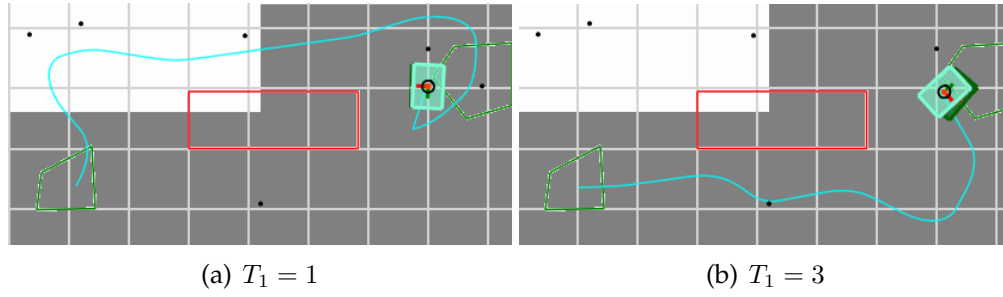 (a) T₁ = 1
(b) T₁ = 3